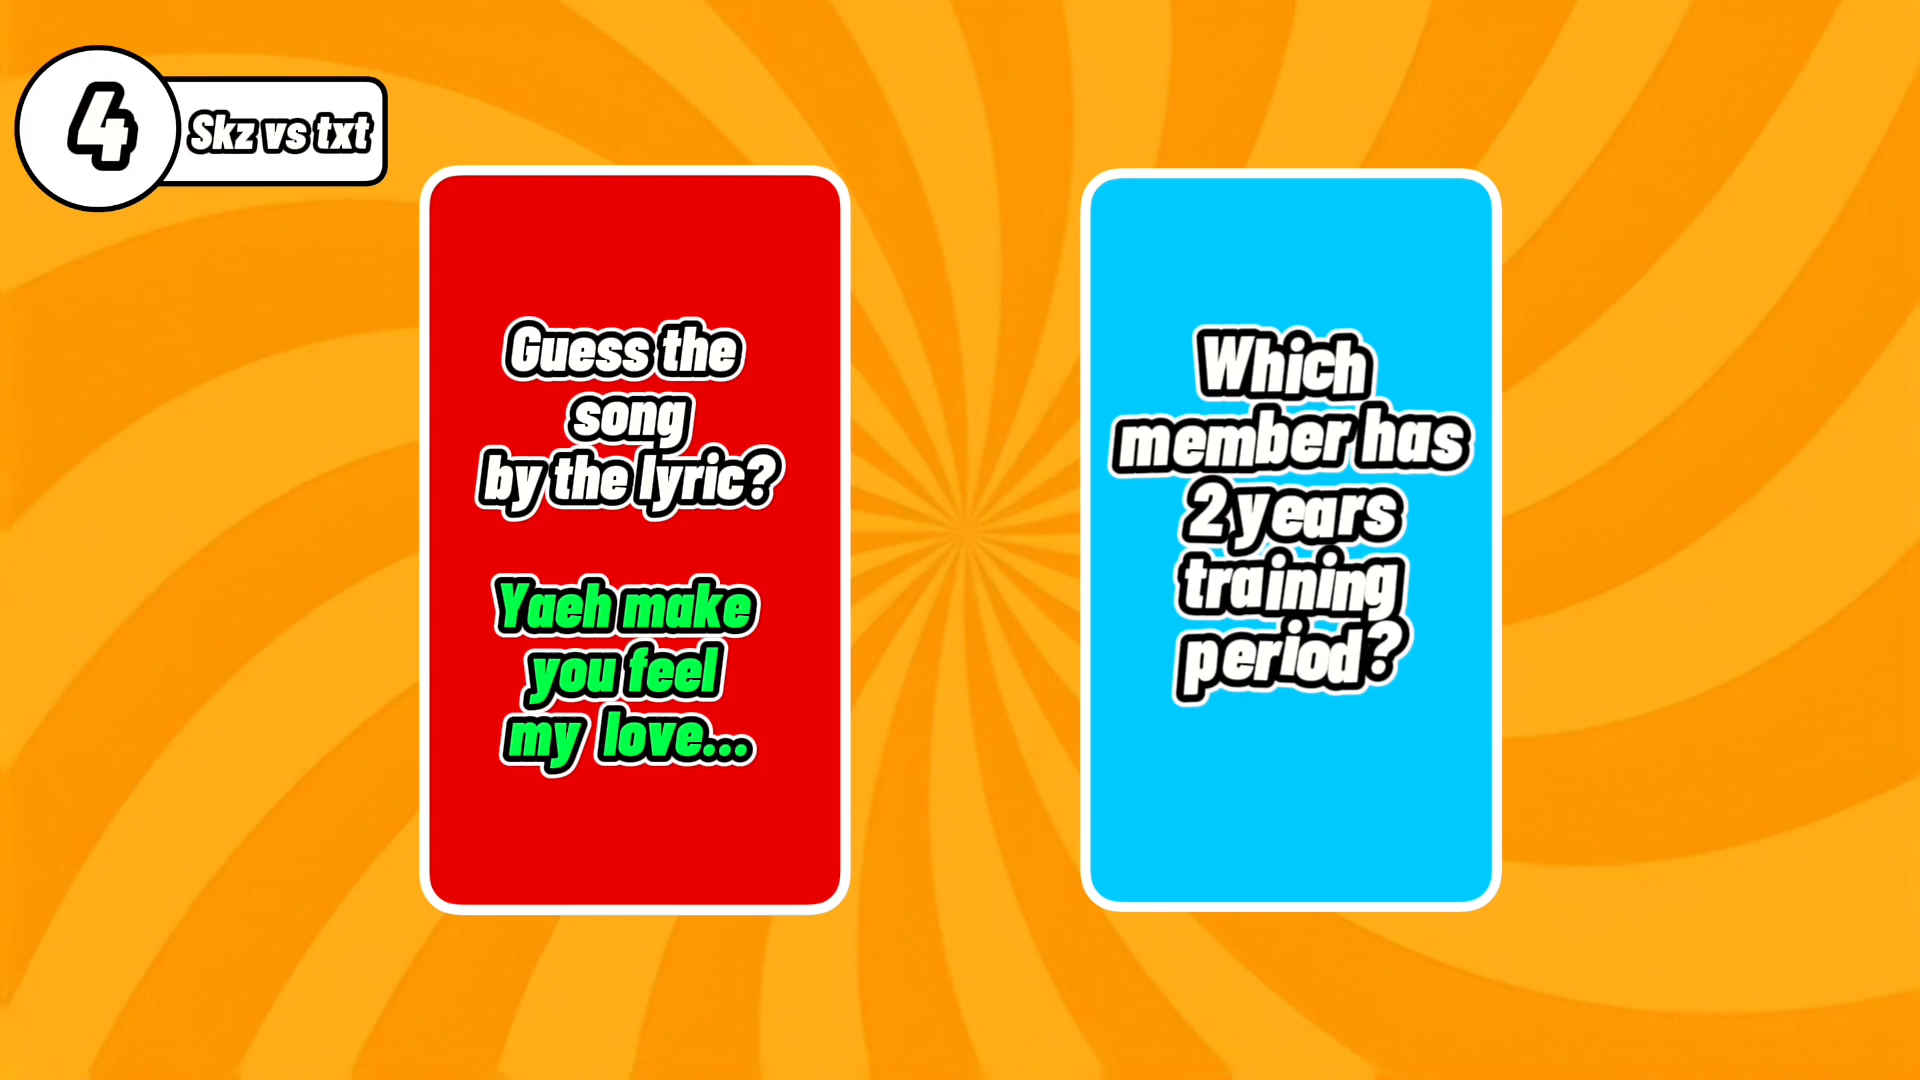 4
Skz vs txt
Guess the
song
by the lyric?
Yaeh make
you feel
my love...
Which
member has
2 years
training
period?